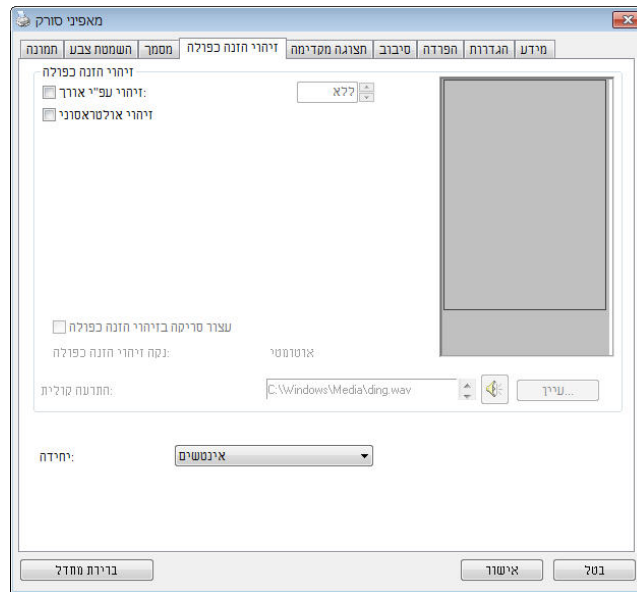 מאפיני סורק
תמונה השמטת צבע מסמך זיהוי הזנה כפולה תצוגה מקדימה סיבוב הפרדה הגדרות מידע
זיהוי הזנה כפולה
זיהוי עפ"י אורך: ללא
זיהוי אולטראסוני
עצור סריקה בזיהוי הזנה כפולה
נקה זיהוי הזנה כפולה: אוטומטי
התרעה קולית: C:\Windows\Media\ding.wav עיין...
יחידה: אינטשים
ברירת מחדל אישור בטל